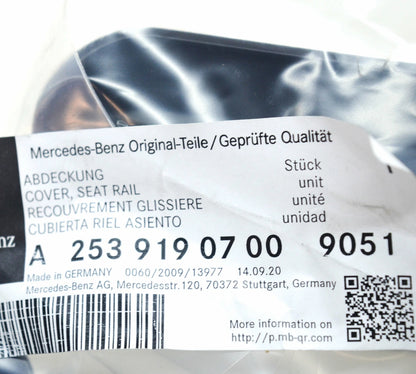 Mercedes-Benz Original-Teile/Geprüfte Qualität
ABDECKUNG
COVER, SEAT RAIL
RECOUVREMENT GLISSIERE
CUBIERTA RIEL ASIENTO
Stück
unit
unité
unidad
A 253 919 07 00 9051
Made in GERMANY 0060/2009/13977 14.09.20
Mercedes-Benz AG, Mercedesstr.120, 70372 Stuttgart, Germany
More information on
http://p.mb-qr.com/